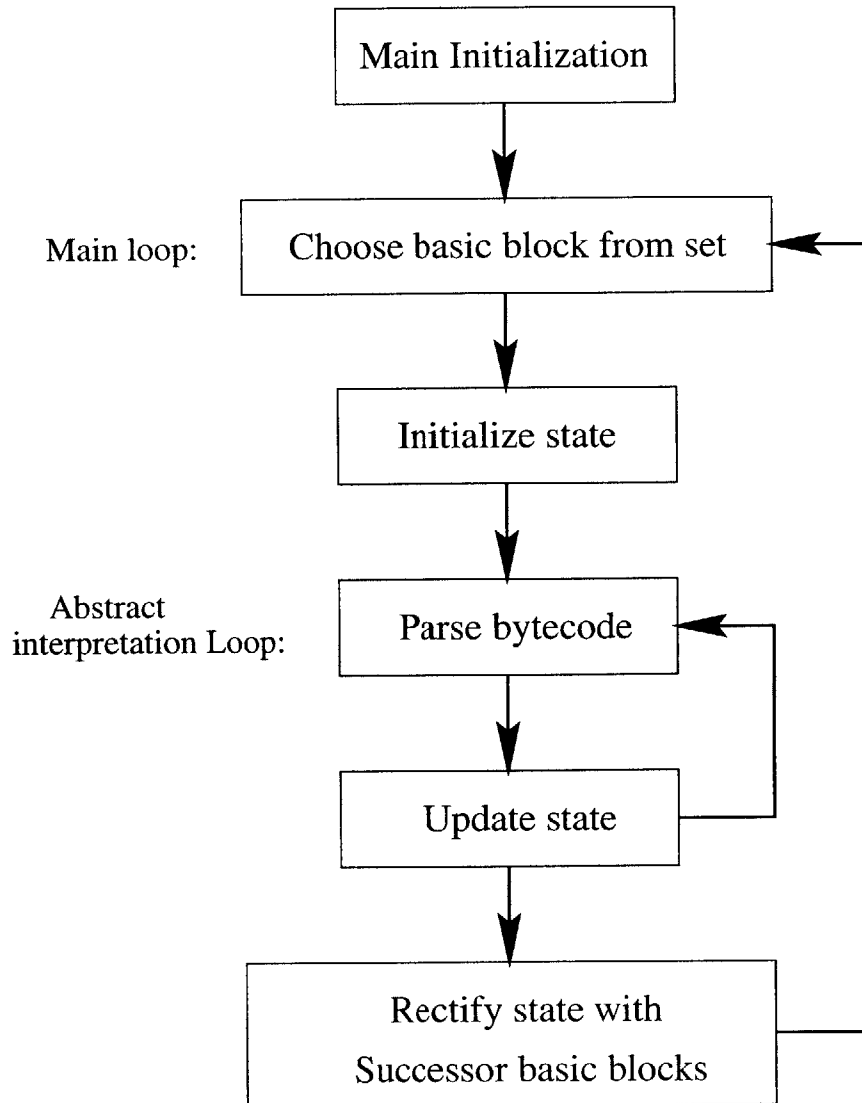 Main Initialization
Main loop:
Choose basic block from set
Initialize state
Abstract
interpretation Loop:
Parse bytecode
Update state
Rectify state with
Successor basic blocks